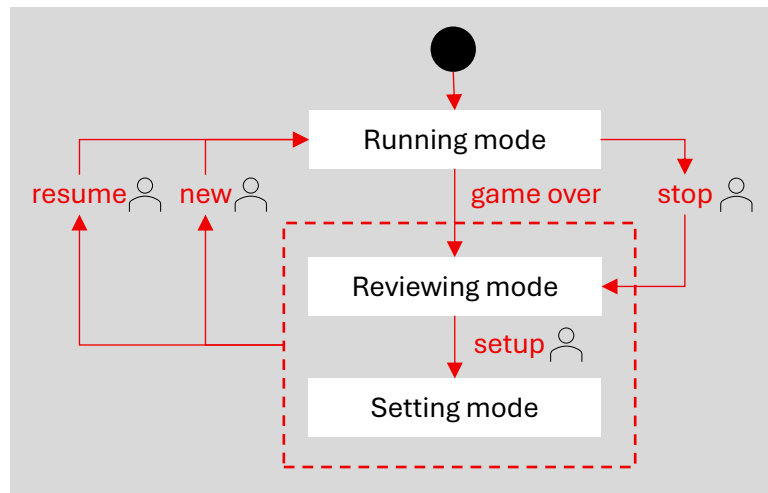 Running mode
resume
new
game over
stop
Reviewing mode
setup
Setting mode